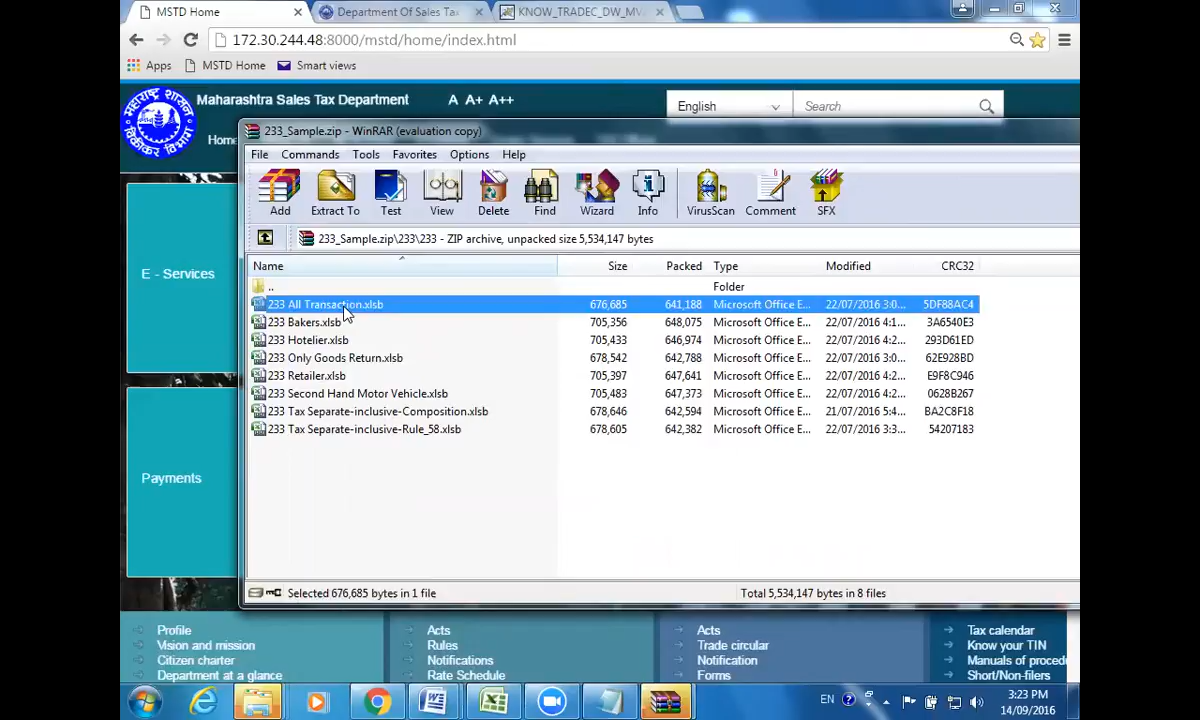 MSTD Home
Department Of Sales Tax
KNOW_TRADEC_DW_MV
172.30.244.48:8000/mstd/home/index.html
Apps MSTD Home Smart views
महाराष्ट्र शासन
विक्रीकर विभाग
Maharashtra Sales Tax Department A A+ A++ English Search
Home
233_Sample.zip - WinRAR (evaluation copy)
File Commands Tools Favorites Options Help
Add Extract To Test View Delete Find Wizard Info VirusScan Comment SFX
233_Sample.zip\233\233 - ZIP archive, unpacked size 5,534,147 bytes
Name Size Packed Type Modified CRC32
.. Folder
233 All Transaction.xlsb 676,685 641,188 Microsoft Office E... 22/07/2016 3:0... 5DF88AC4
233 Bakers.xlsb 705,356 648,075 Microsoft Office E... 22/07/2016 4:1... 3A6540E3
233 Hotelier.xlsb 705,433 646,974 Microsoft Office E... 22/07/2016 4:2... 293D61ED
233 Only Goods Return.xlsb 678,542 642,788 Microsoft Office E... 22/07/2016 3:2... 62E928BD
233 Retailer.xlsb 705,397 647,641 Microsoft Office E... 22/07/2016 4:0... E9F8C946
233 Second Hand Motor Vehicle.xlsb 705,483 647,373 Microsoft Office E... 22/07/2016 4:2... 0628B267
233 Tax Separate-inclusive-Composition.xlsb 678,646 642,594 Microsoft Office E... 21/07/2016 5:4... BA2C8F18
233 Tax Separate-inclusive-Rule_58.xlsb 678,605 642,382 Microsoft Office E... 22/07/2016 3:3... 54207183
E - Services
Payments
Selected 676,685 bytes in 1 file Total 5,534,147 bytes in 8 files
Profile Acts Acts Tax calendar
Vision and mission Rules Trade circular Know your TIN
Citizen charter Notifications Notification Manuals of proced
Department at a glance Rate Schedule Forms Short/Non-filers
EN 3:23 PM
14/09/2016